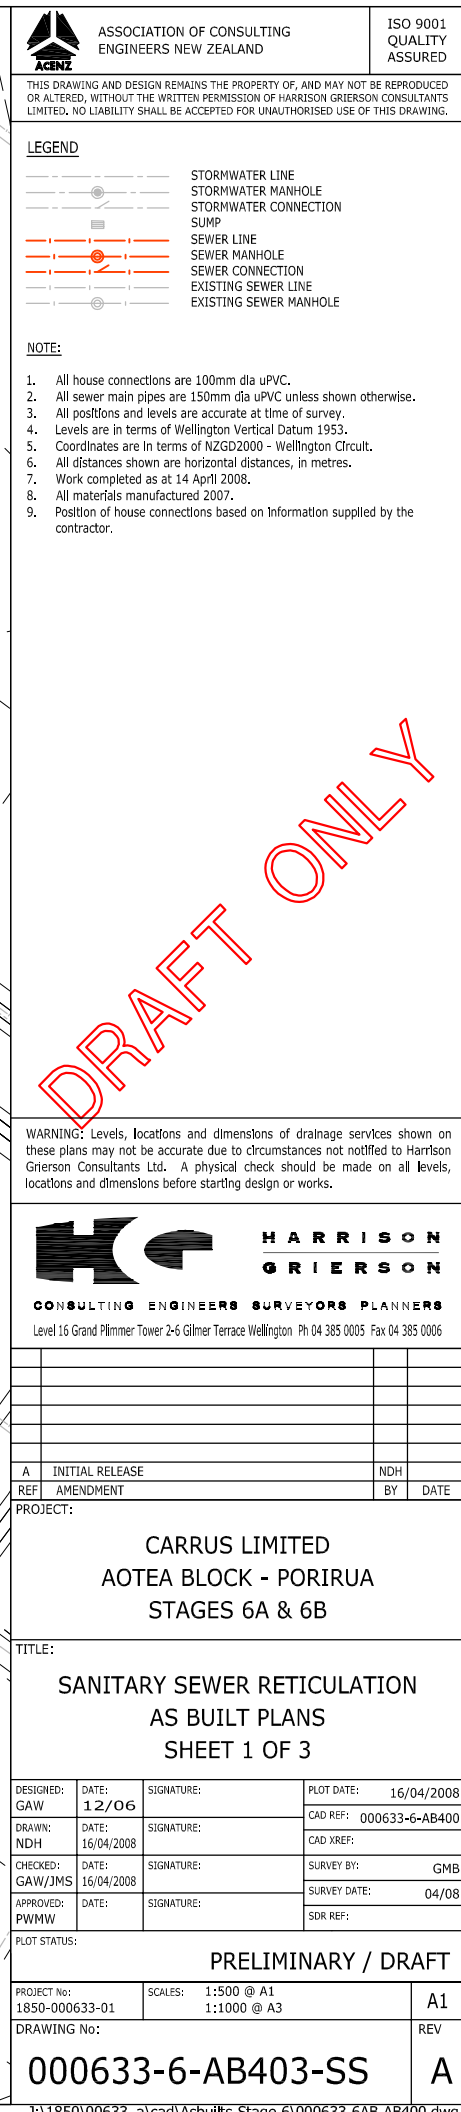 ACENZ
ASSOCIATION OF CONSULTING
ENGINEERS NEW ZEALAND
ISO 9001
QUALITY
ASSURED
THIS DRAWING AND DESIGN REMAINS THE PROPERTY OF, AND MAY NOT BE REPRODUCED
OR ALTERED, WITHOUT THE WRITTEN PERMISSION OF HARRISON GRIERSON CONSULTANTS
LIMITED. NO LIABILITY SHALL BE ACCEPTED FOR UNAUTHORISED USE OF THIS DRAWING.
LEGEND
STORMWATER LINE
STORMWATER MANHOLE
STORMWATER CONNECTION
SUMP
SEWER LINE
SEWER MANHOLE
SEWER CONNECTION
EXISTING SEWER LINE
EXISTING SEWER MANHOLE
NOTE:
1. All house connections are 100mm dia uPVC.
2. All sewer main pipes are 150mm dia uPVC unless shown otherwise.
3. All positions and levels are accurate at time of survey.
4. Levels are in terms of Wellington Vertical Datum 1953.
5. Coordinates are in terms of NZGD2000 - Wellington Circuit.
6. All distances shown are horizontal distances, in metres.
7. Work completed as at 14 April 2008.
8. All materials manufactured 2007.
9. Position of house connections based on information supplied by the
contractor.
DRAFT ONLY
WARNING: Levels, locations and dimensions of drainage services shown on
these plans may not be accurate due to circumstances not notified to Harrison
Grierson Consultants Ltd. A physical check should be made on all levels,
locations and dimensions before starting design or works.
HARRISON
GRIERSON
CONSULTING ENGINEERS SURVEYORS PLANNERS
Level 16 Grand Plimmer Tower 2-6 Gilmer Terrace Wellington Ph 04 385 0005 Fax 04 385 0006
A INITIAL RELEASE NDH
REF AMENDMENT BY DATE
PROJECT:
CARRUS LIMITED
AOTEA BLOCK - PORIRUA
STAGES 6A & 6B
TITLE:
SANITARY SEWER RETICULATION
AS BUILT PLANS
SHEET 1 OF 3
DESIGNED: DATE: SIGNATURE: PLOT DATE: 16/04/2008
GAW 12/06
CAD REF: 000633-6-AB400
DRAWN: DATE: SIGNATURE:
NDH 16/04/2008 CAD XREF:
CHECKED: DATE: SIGNATURE: SURVEY BY: GMB
GAW/JMS 16/04/2008
SURVEY DATE: 04/08
APPROVED: DATE: SIGNATURE:
PWMW SDR REF:
PLOT STATUS:
PRELIMINARY / DRAFT
PROJECT No: SCALES: 1:500 @ A1 A1
1850-000633-01 1:1000 @ A3
DRAWING No: REV
000633-6-AB403-SS A
J:\1850\00633_a\cad\Asbuilts Stage 6\000633-6AB-AB400.dwg